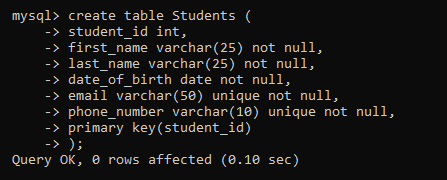 mysql> create table Students (
    -> student_id int,
    -> first_name varchar(25) not null,
    -> last_name varchar(25) not null,
    -> date_of_birth date not null,
    -> email varchar(50) unique not null,
    -> phone_number varchar(10) unique not null,
    -> primary key(student_id)
    -> );
Query OK, 0 rows affected (0.10 sec)